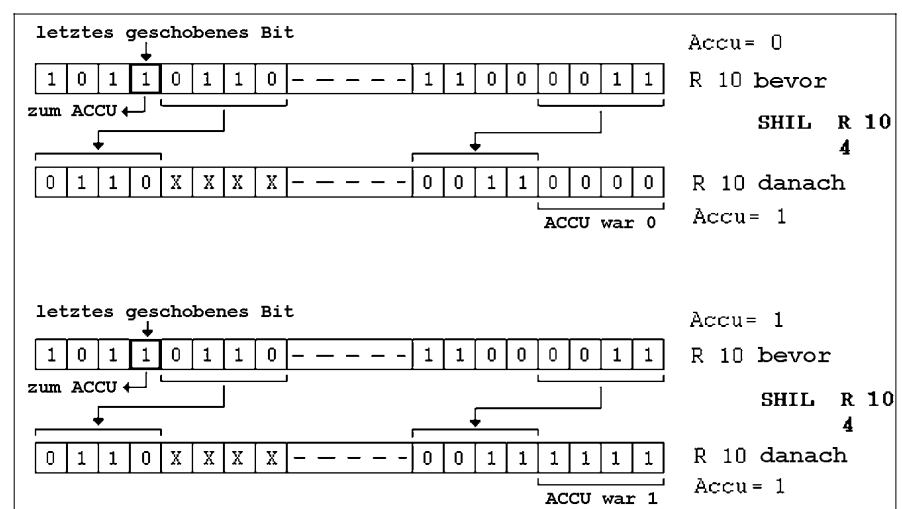 letztes geschobenes Bit
Accu= 0
1 0 1 1 0 1 1 0 - - - - - 1 1 0 0 0 0 1 1 R 10 bevor
zum ACCU
SHIL R 10
4
0 1 1 0 X X X X - - - - - 0 0 1 1 0 0 0 0 R 10 danach
ACCU war 0 Accu= 1
letztes geschobenes Bit
Accu= 1
1 0 1 1 0 1 1 0 - - - - - 1 1 0 0 0 0 1 1 R 10 bevor
zum ACCU
SHIL R 10
4
0 1 1 0 X X X X - - - - - 0 0 1 1 1 1 1 1 R 10 danach
ACCU war 1 Accu= 1